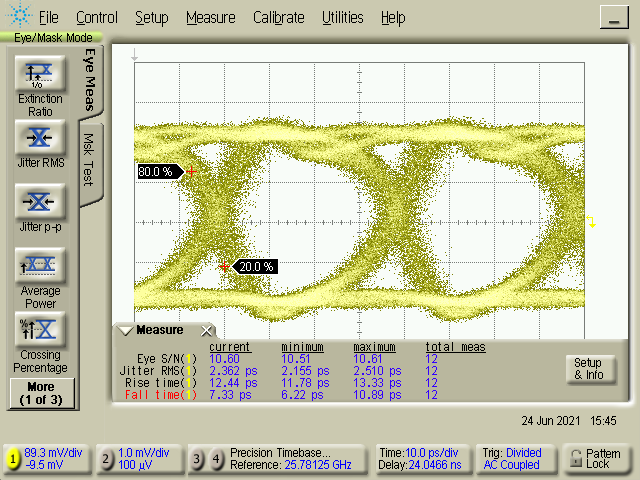 File Control Setup Measure Calibrate Utilities Help
Eye/Mask Mode
Eye Meas
Msk Test
Extinction
Ratio
Jitter RMS
Jitter p-p
Average
Power
Crossing
Percentage
More
(1 of 3)
80.0 %
20.0 %
Measure
current minimum maximum total meas
Eye S/N(1) 10.60 10.51 10.61 12
Jitter RMS(1) 2.362 ps 2.155 ps 2.510 ps 12
Rise time(1) 12.44 ps 11.78 ps 13.33 ps 12
Fall time(1) 7.33 ps 6.22 ps 10.89 ps 12
Setup
& Info
24 Jun 2021 15:45
1 89.3 mV/div
-9.5 mV
2 1.0 mV/div
100 µV
3 4 Precision Timebase...
Reference: 25.78125 GHz
Time:10.0 ps/div
Delay:24.0466 ns
Trig: Divided
AC Coupled
Pattern
Lock